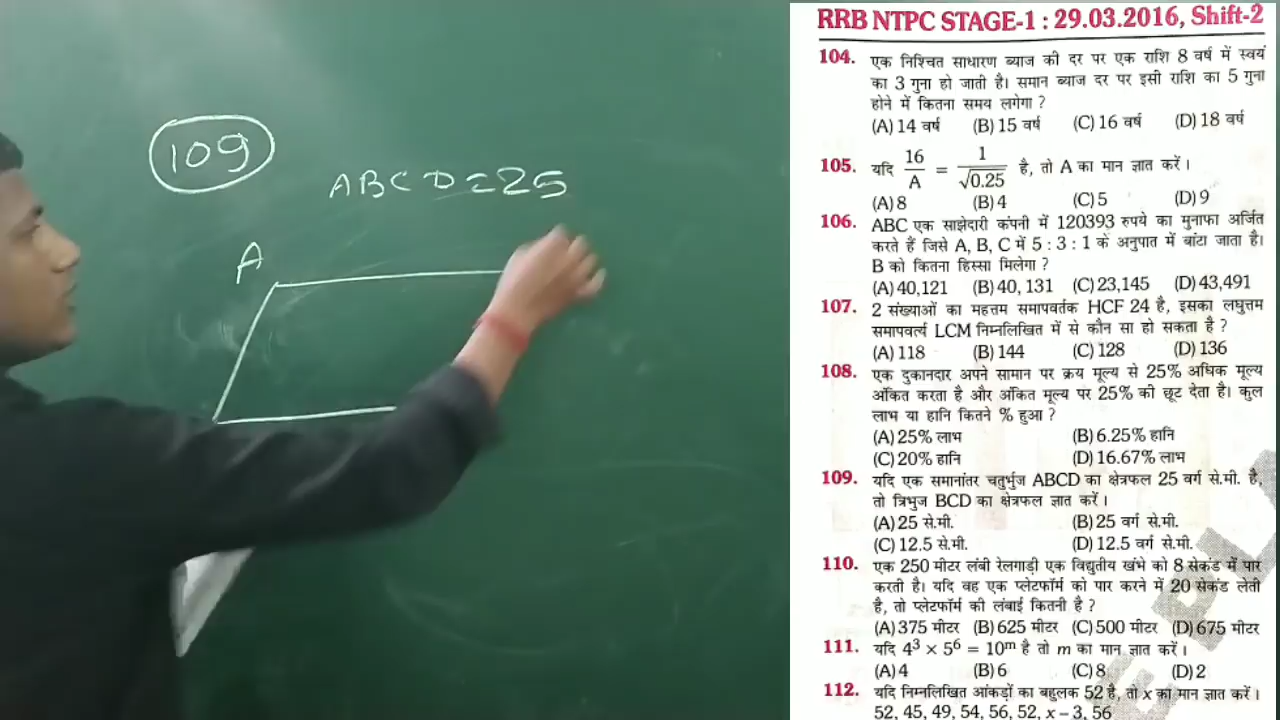 109
ABCD=25
A
RRB NTPC STAGE-1 : 29.03.2016, Shift-2
104. एक निश्चित साधारण ब्याज की दर पर एक राशि 8 वर्ष में स्वयं
का 3 गुना हो जाती है। समान ब्याज दर पर इसी राशि का 5 गुना
होने में कितना समय लगेगा ?
(A) 14 वर्ष (B) 15 वर्ष (C) 16 वर्ष (D) 18 वर्ष
105. यदि 16/A = 1/√0.25 है, तो A का मान ज्ञात करें।
(A) 8 (B) 4 (C) 5 (D) 9
106. ABC एक साझेदारी कंपनी में 120393 रुपये का मुनाफा अर्जित
करते हैं जिसे A, B, C में 5 : 3 : 1 के अनुपात में बांटा जाता है।
B को कितना हिस्सा मिलेगा ?
(A) 40,121 (B) 40, 131 (C) 23,145 (D) 43,491
107. 2 संख्याओं का महत्तम समापवर्तक HCF 24 है, इसका लघुत्तम
समापवर्त्य LCM निम्नलिखित में से कौन सा हो सकता है ?
(A) 118 (B) 144 (C) 128 (D) 136
108. एक दुकानदार अपने सामान पर क्रय मूल्य से 25% अधिक मूल्य
अंकित करता है और अंकित मूल्य पर 25% की छूट देता है। कुल
लाभ या हानि कितने % हुआ ?
(A) 25% लाभ (B) 6.25% हानि
(C) 20% हानि (D) 16.67% लाभ
109. यदि एक समानांतर चतुर्भुज ABCD का क्षेत्रफल 25 वर्ग से.मी. है,
तो त्रिभुज BCD का क्षेत्रफल ज्ञात करें।
(A) 25 से.मी. (B) 25 वर्ग से.मी.
(C) 12.5 से.मी. (D) 12.5 वर्ग से.मी.
110. एक 250 मीटर लंबी रेलगाड़ी एक विद्युतीय खंभे को 8 सेकंड में पार
करती है। यदि वह एक प्लेटफॉर्म को पार करने में 20 सेकंड लेती
है, तो प्लेटफॉर्म की लंबाई कितनी है ?
(A) 375 मीटर (B) 625 मीटर (C) 500 मीटर (D) 675 मीटर
111. यदि 4³ × 5⁶ = 10ᵐ है तो m का मान ज्ञात करें।
(A) 4 (B) 6 (C) 8 (D) 2
112. यदि निम्नलिखित आंकड़ों का बहुलक 52 है, तो x का मान ज्ञात करें।
52, 45, 49, 54, 56, 52, x – 3, 56